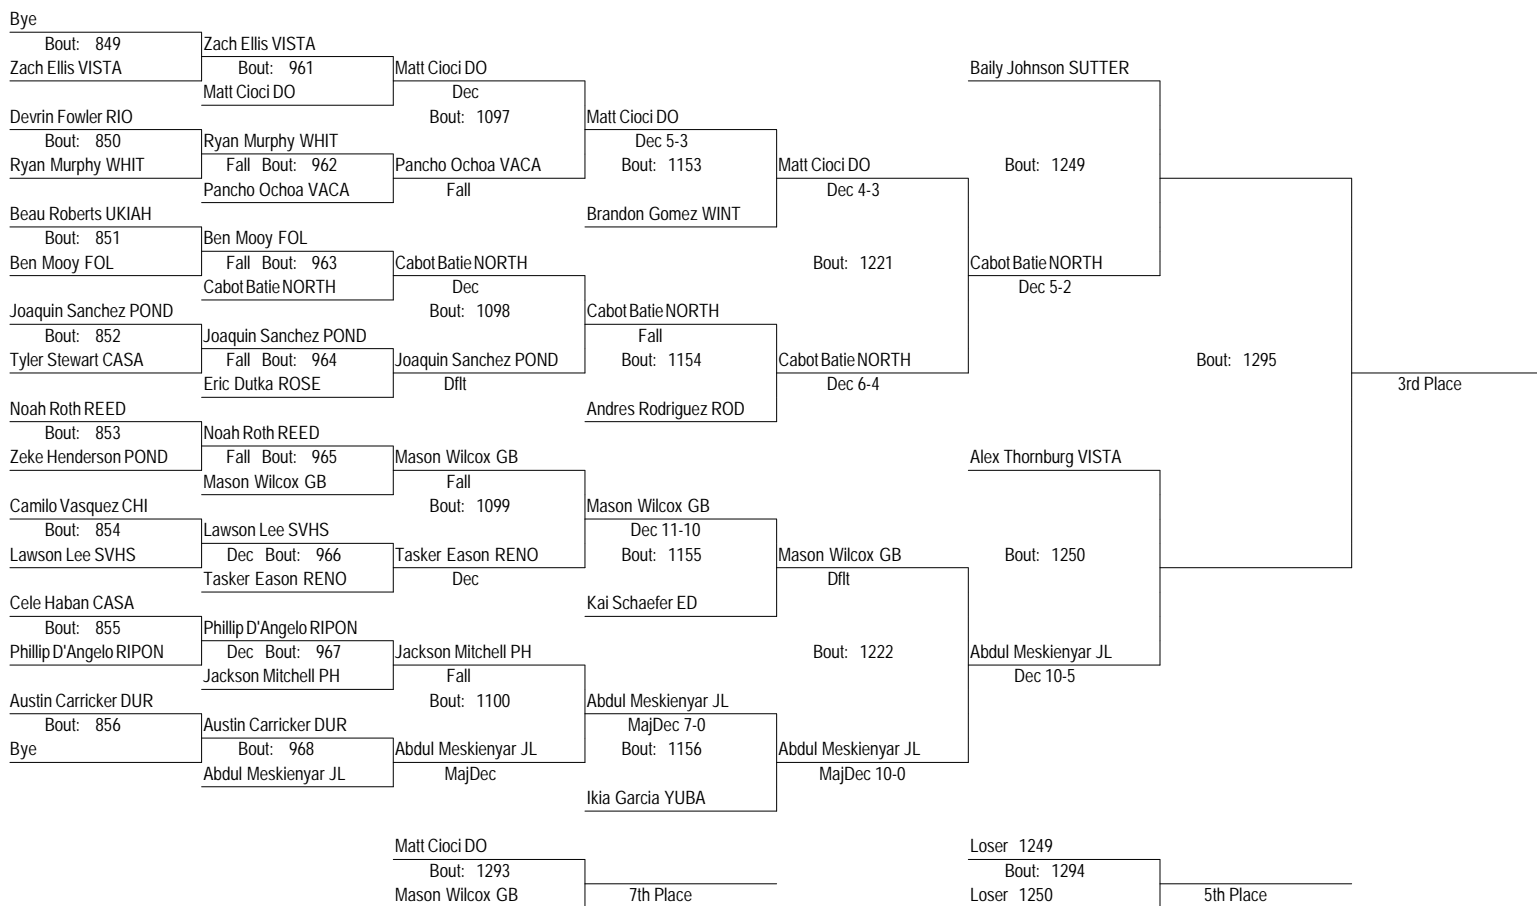 Bye
Bout: 849
Zach Ellis VISTA
Devrin Fowler RIO
Bout: 850
Ryan Murphy WHIT
Beau Roberts UKIAH
Bout: 851
Ben Mooy FOL
Joaquin Sanchez POND
Bout: 852
Tyler Stewart CASA
Noah Roth REED
Bout: 853
Zeke Henderson POND
Camilo Vasquez CHI
Bout: 854
Lawson Lee SVHS
Cele Haban CASA
Bout: 855
Phillip D'Angelo RIPON
Austin Carricker DUR
Bout: 856
Bye
Zach Ellis VISTA
Bout: 961
Matt Cioci DO
Ryan Murphy WHIT
Fall Bout: 962
Pancho Ochoa VACA
Ben Mooy FOL
Fall Bout: 963
Cabot Batie NORTH
Joaquin Sanchez POND
Fall Bout: 964
Eric Dutka ROSE
Noah Roth REED
Fall Bout: 965
Mason Wilcox GB
Lawson Lee SVHS
Dec Bout: 966
Tasker Eason RENO
Phillip D'Angelo RIPON
Dec Bout: 967
Jackson Mitchell PH
Austin Carricker DUR
Bout: 968
Abdul Meskienyar JL
Matt Cioci DO
Dec
Bout: 1097
Pancho Ochoa VACA
Fall
Cabot Batie NORTH
Dec
Bout: 1098
Joaquin Sanchez POND
Dflt
Mason Wilcox GB
Fall
Bout: 1099
Tasker Eason RENO
Dec
Jackson Mitchell PH
Fall
Bout: 1100
Abdul Meskienyar JL
MajDec
Matt Cioci DO
Dec 5-3
Bout: 1153
Brandon Gomez WINT
Cabot Batie NORTH
Fall
Bout: 1154
Andres Rodriguez ROD
Mason Wilcox GB
Dec 11-10
Bout: 1155
Kai Schaefer ED
Abdul Meskienyar JL
MajDec 7-0
Bout: 1156
Ikia Garcia YUBA
Matt Cioci DO
Dec 4-3
Bout: 1221
Cabot Batie NORTH
Dec 6-4
Mason Wilcox GB
Dflt
Bout: 1222
Abdul Meskienyar JL
MajDec 10-0
Baily Johnson SUTTER
Bout: 1249
Cabot Batie NORTH
Dec 5-2
Alex Thornburg VISTA
Bout: 1250
Abdul Meskienyar JL
Dec 10-5
Bout: 1295
3rd Place
Matt Cioci DO
Bout: 1293
Mason Wilcox GB
7th Place
Loser 1249
Bout: 1294
Loser 1250
5th Place